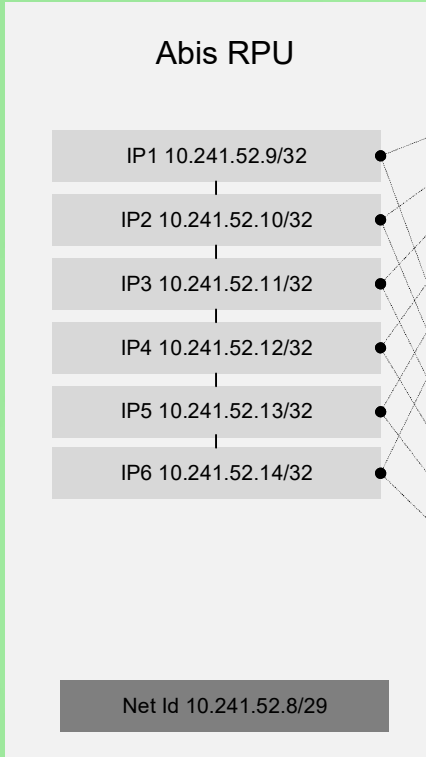 Abis RPU
IP1 10.241.52.9/32
IP2 10.241.52.10/32
IP3 10.241.52.11/32
IP4 10.241.52.12/32
IP5 10.241.52.13/32
IP6 10.241.52.14/32
Net Id 10.241.52.8/29